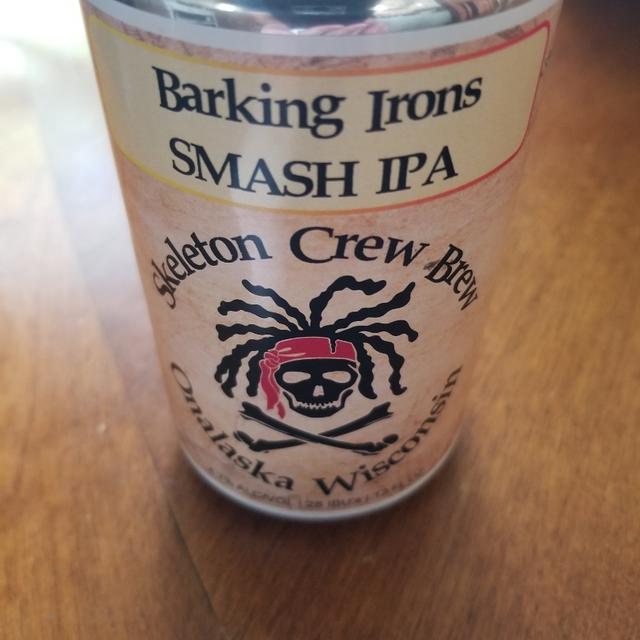 Barking Irons
SMASH IPA
Skeleton Crew Brew
Onalaska Wisconsin